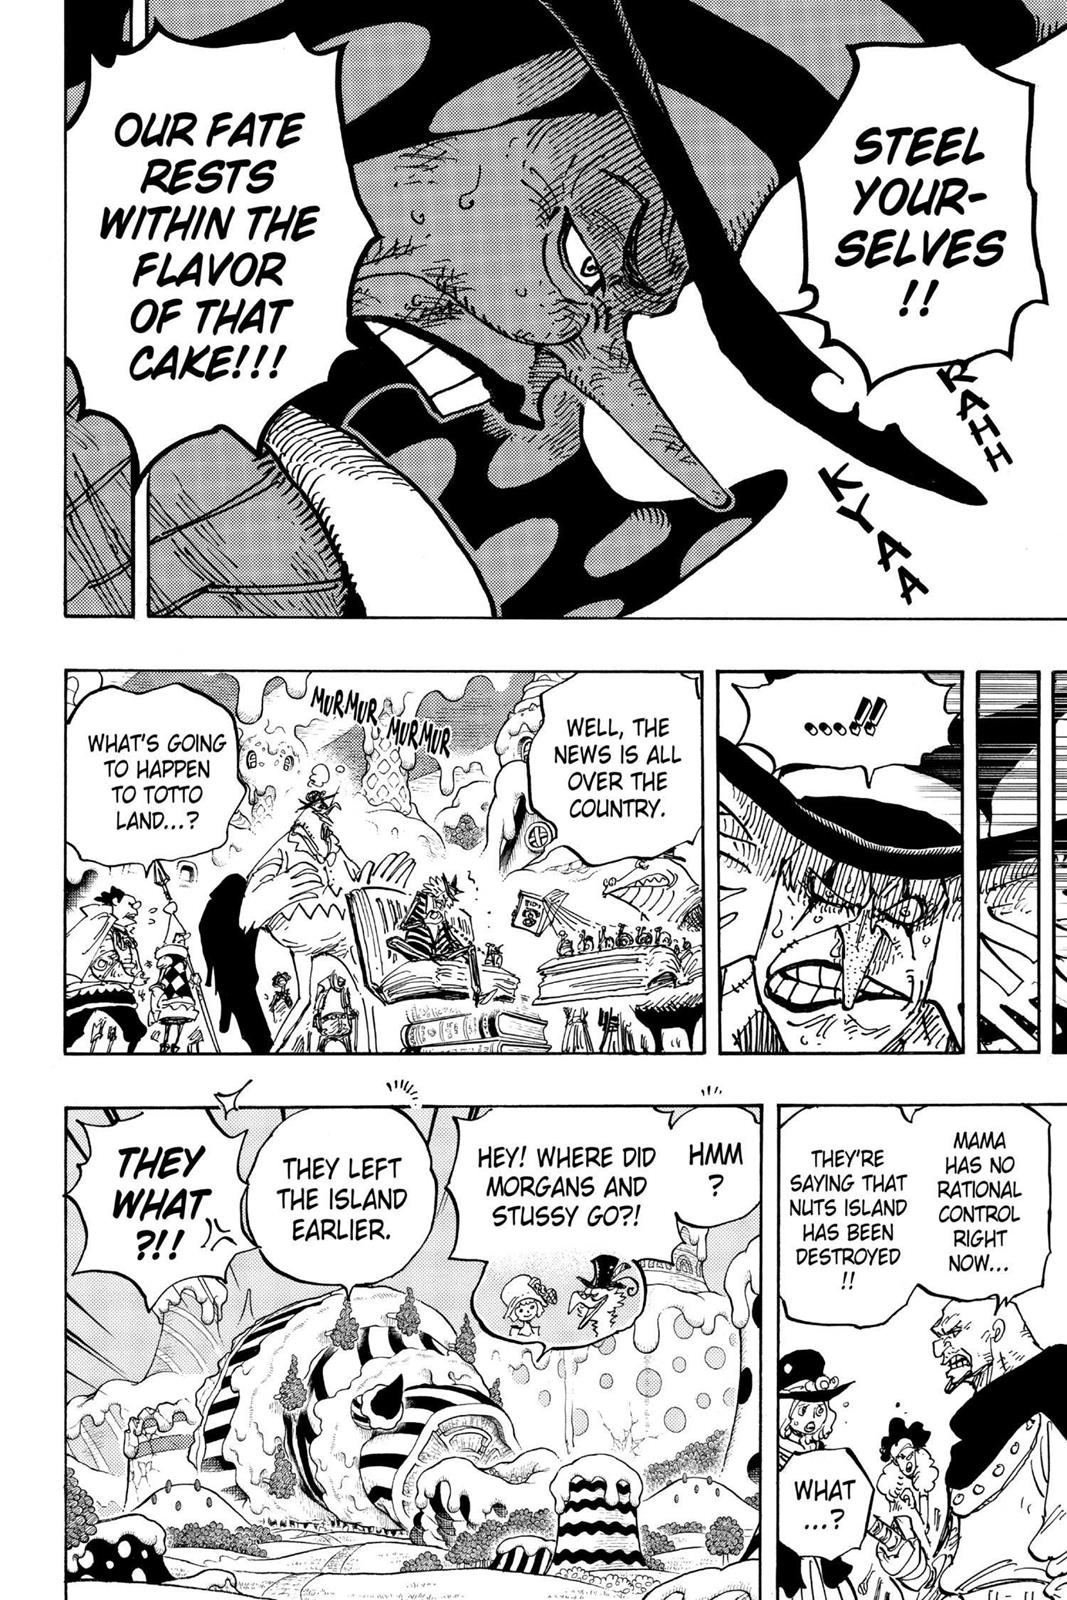 STEEL
YOUR-
SELVES
!!
OUR FATE
RESTS
WITHIN THE
FLAVOR
OF THAT
CAKE!!!
RAHH
KYAA
...!!
WELL, THE
NEWS IS ALL
OVER THE
COUNTRY.
MURMUR
MURMUR
WHAT'S GOING
TO HAPPEN
TO TOTTO
LAND...?
MAMA
HAS NO
RATIONAL
CONTROL
RIGHT
NOW...
THEY'RE
SAYING THAT
NUTS ISLAND
HAS BEEN
DESTROYED
!!
WHAT
...?
HMM
?
HEY! WHERE DID
MORGANS AND
STUSSY GO?!
THEY LEFT
THE ISLAND
EARLIER.
THEY
WHAT
?!!